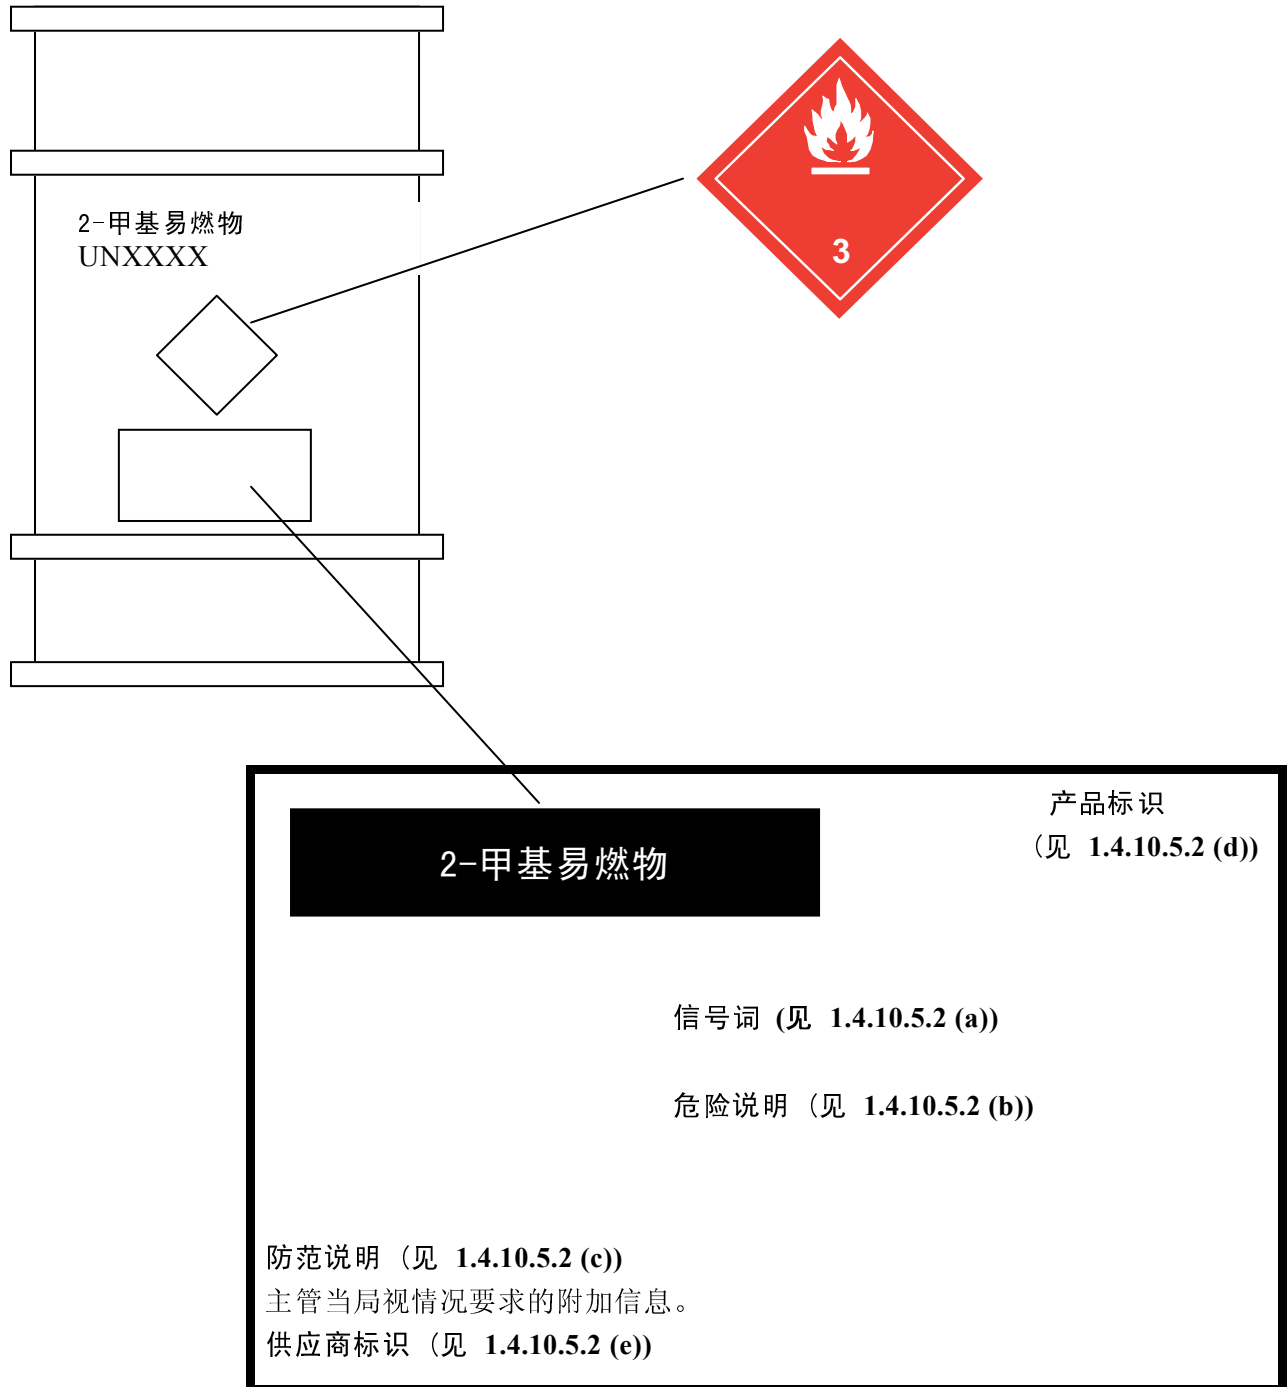 2-甲基易燃物
UNXXXX
3
产品标识
(见 1.4.10.5.2 (d))
2-甲基易燃物
信号词 (见 1.4.10.5.2 (a))
危险说明 (见 1.4.10.5.2 (b))
防范说明 (见 1.4.10.5.2 (c))
主管当局视情况要求的附加信息。
供应商标识 (见 1.4.10.5.2 (e))